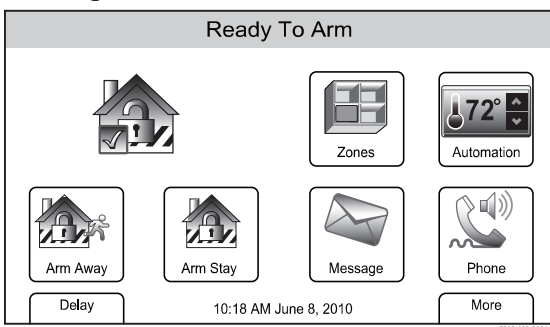 Ready To Arm
72°
Zones
Automation
Arm Away
Arm Stay
Message
Phone
Delay
10:18 AM June 8, 2010
More